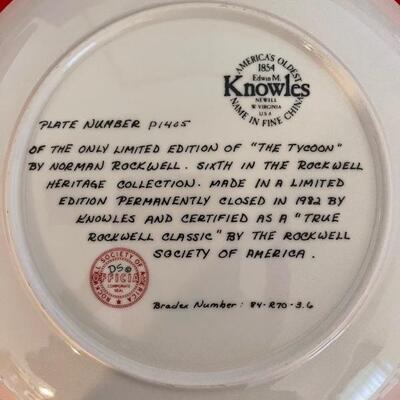 AMERICA'S OLDEST
1854
Edwin M.
Knowles
NEWELL
W. VIRGINIA
U.S.A
NAME IN FINE CHINA
PLATE NUMBER P1405
OF THE ONLY LIMITED EDITION OF "THE TYCOON"
BY NORMAN ROCKWELL. SIXTH IN THE ROCKWELL
HERITAGE COLLECTION. MADE IN A LIMITED
EDITION PERMANENTLY CLOSED IN 1982 BY
KNOWLES AND CERTIFIED AS A "TRUE
ROCKWELL CLASSIC" BY THE ROCKWELL
SOCIETY OF AMERICA.
ROCKWELL SOCIETY OF AMERICA
OFFICIAL
CORPORATE
SEAL
Bradex Number: 84-R70-3.6